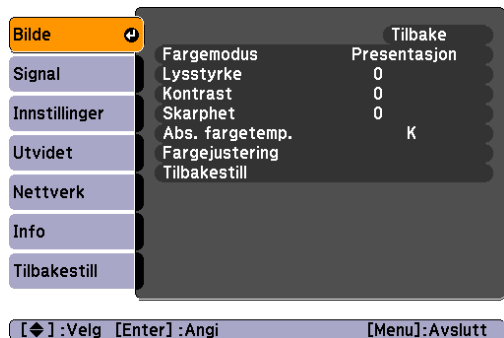 Bilde
Signal
Innstillinger
Utvidet
Nettverk
Info
Tilbakestill
Tilbake
Fargemodus Presentasjon
Lysstyrke 0
Kontrast 0
Skarphet 0
Abs. fargetemp. K
Fargejustering
Tilbakestill
[◆] :Velg [Enter] :Angi [Menu]:Avslutt